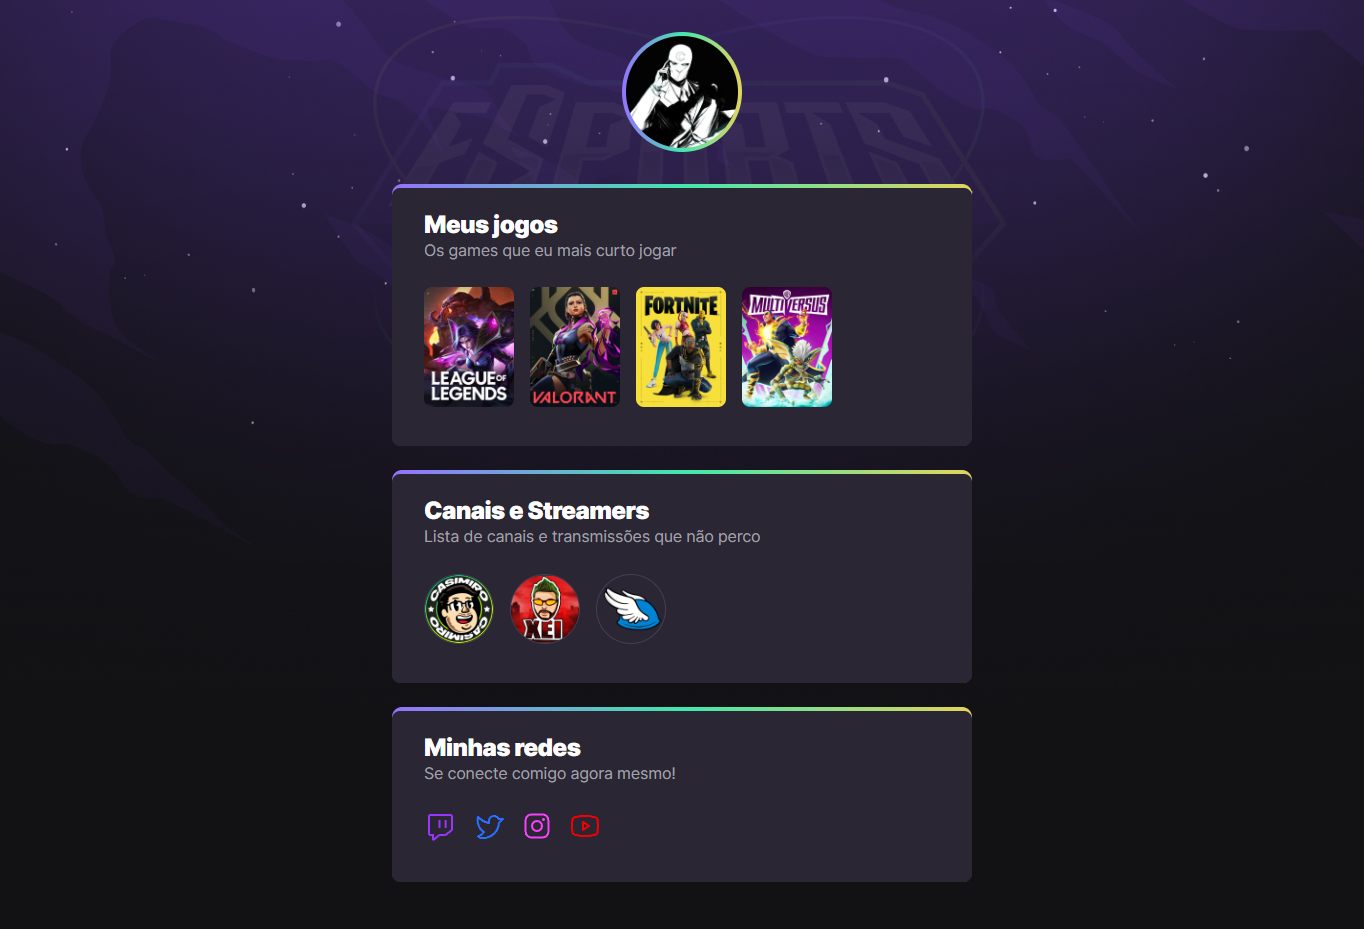 ESPORTS
Meus jogos
Os games que eu mais curto jogar
LEAGUE OF
LEGENDS
VALORANT
FORTNITE
MULTIVERSUS
Canais e Streamers
Lista de canais e transmissões que não perco
CASIMIRO
CASIMIRO
XEI
Minhas redes
Se conecte comigo agora mesmo!